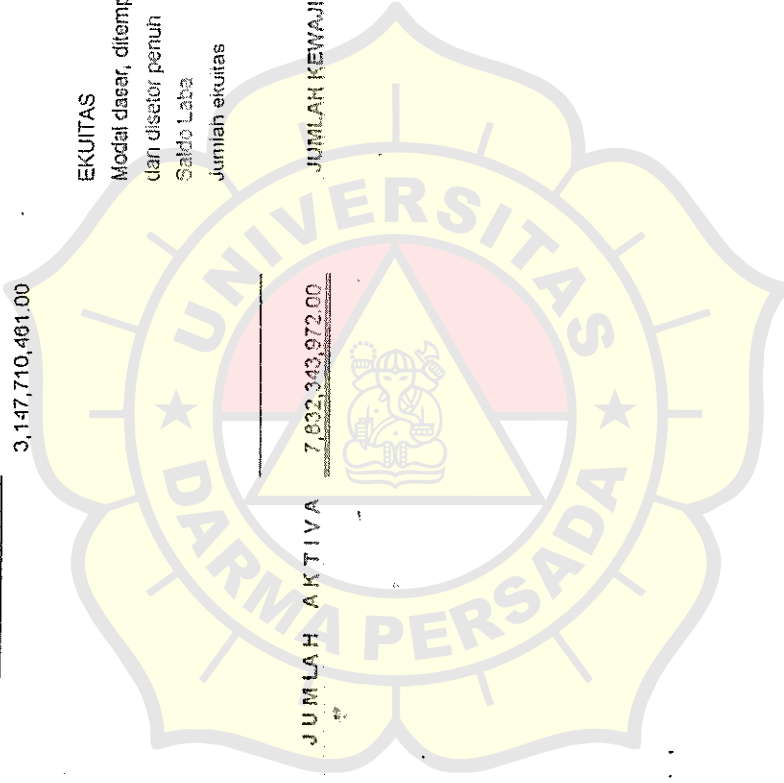 3,147,710,461.00
EKUITAS
Modal dasar, ditemp
dan disetor penuh
Saldo Laba
Jumlah ekuitas
JUMLAH AKTIVA 7,832,343,972.00
JUMLAH KEWAJI
UNIVERSITAS
DARMA PERSADA